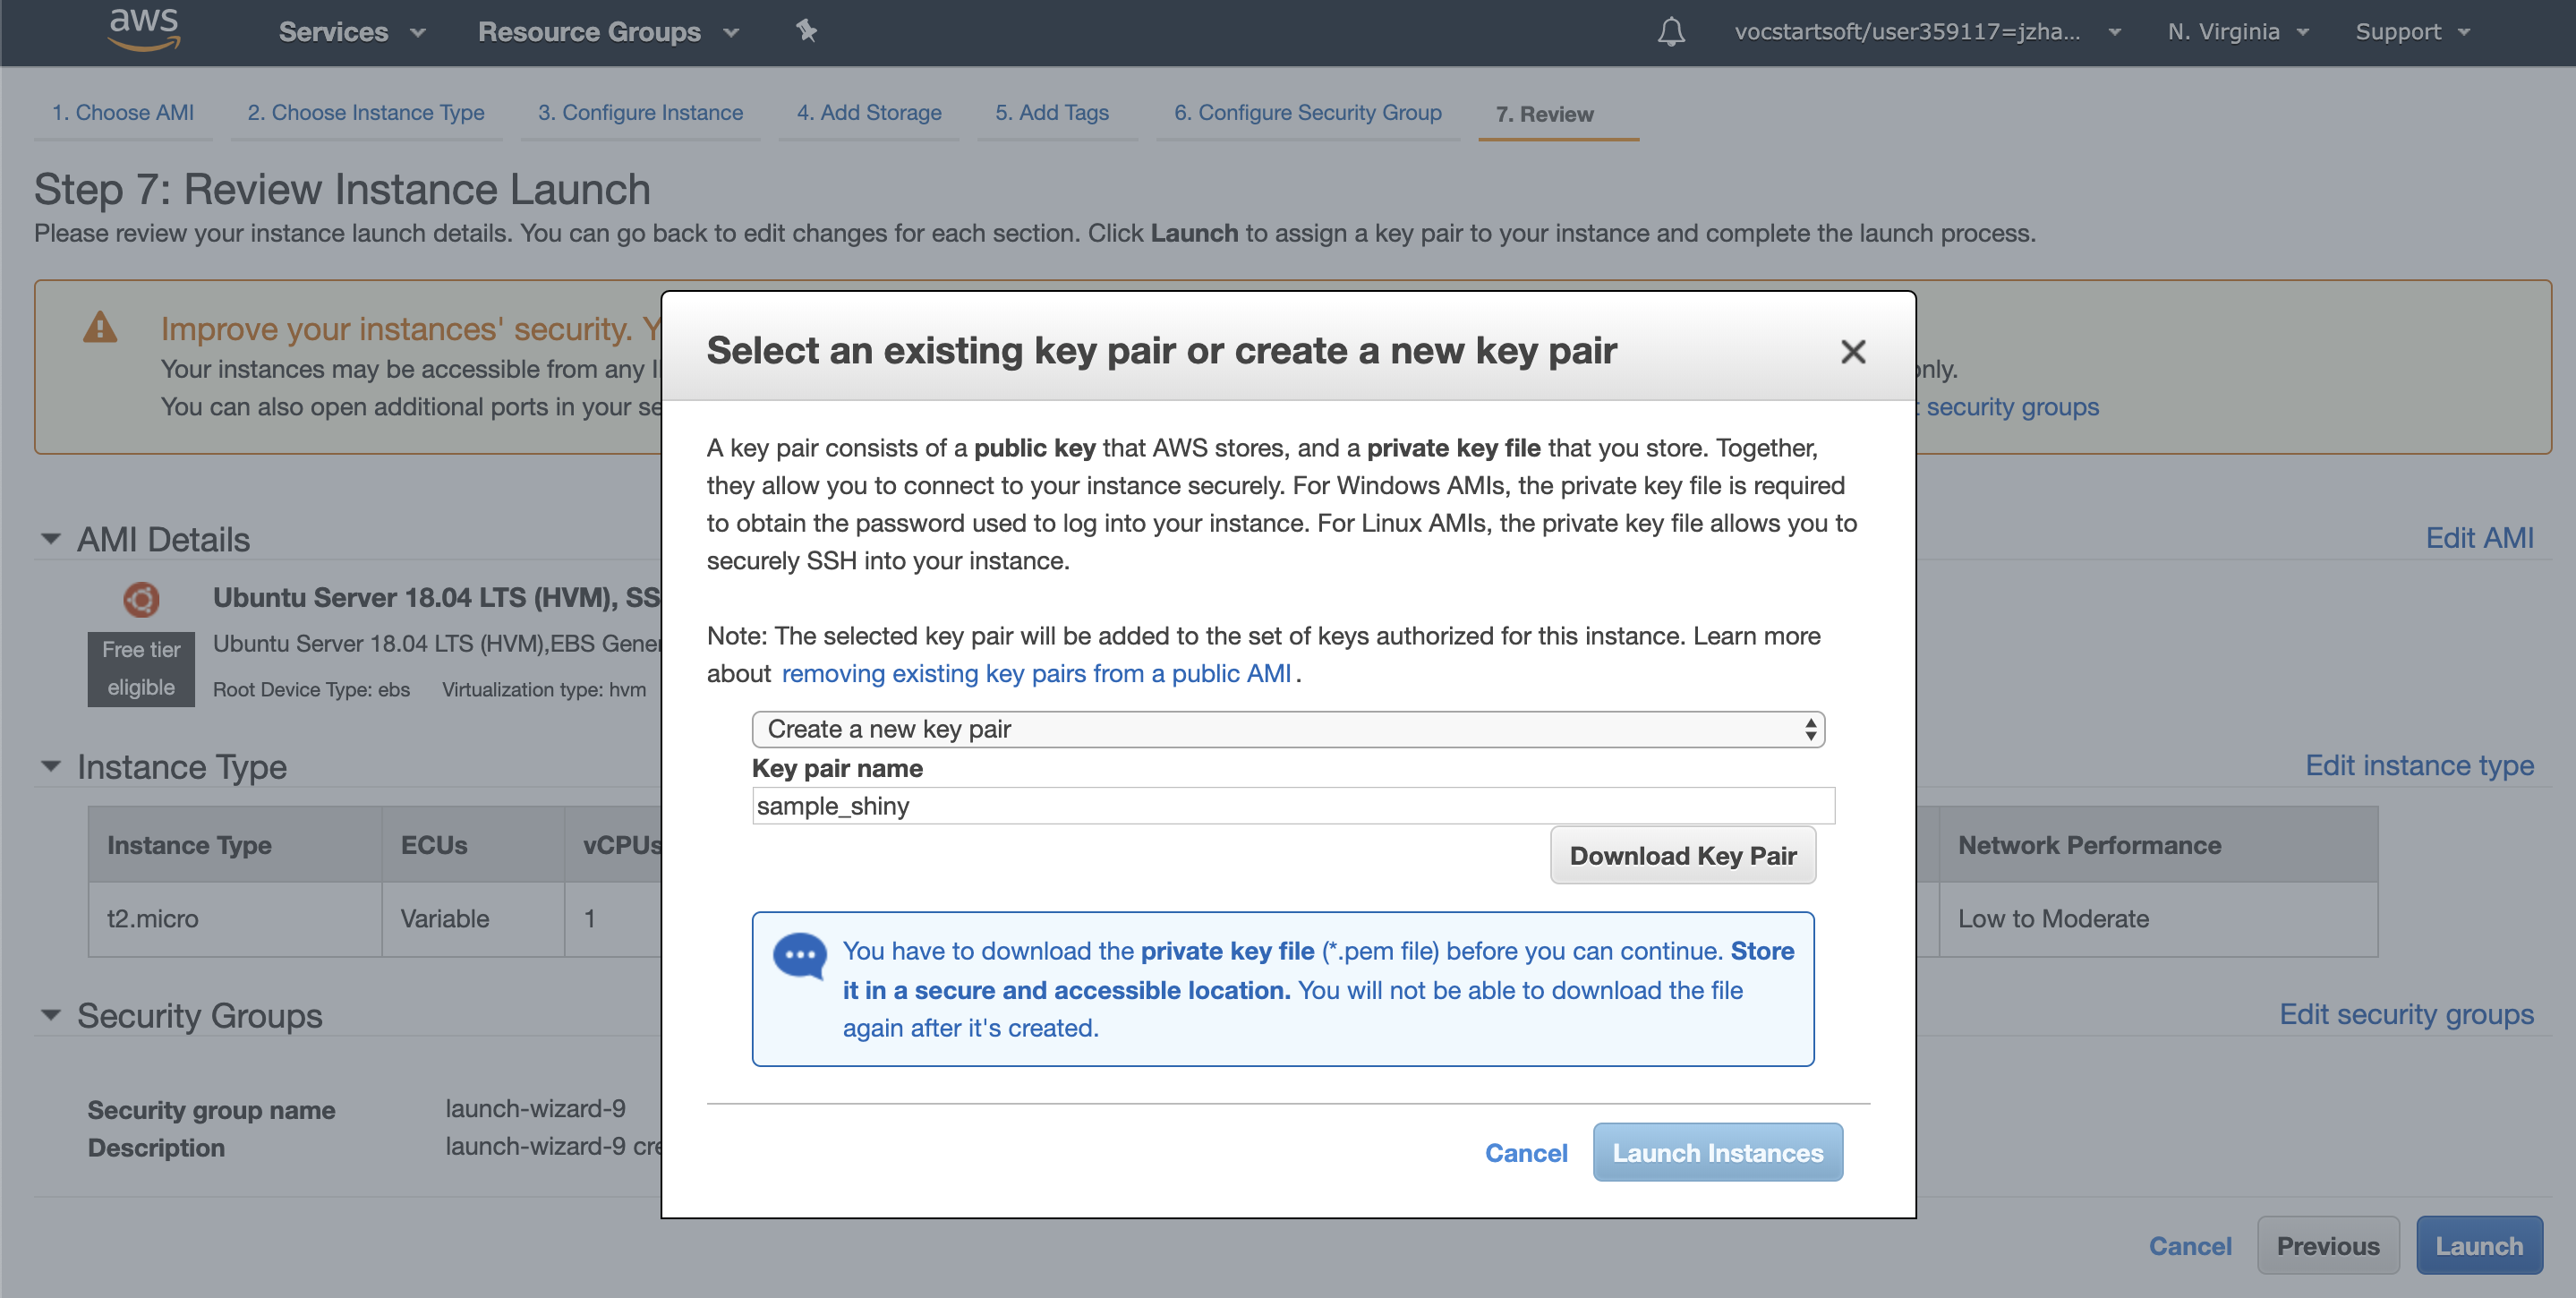 aws Services Resource Groups vocstartsoft/user359117=jzha... N. Virginia Support
1. Choose AMI 2. Choose Instance Type 3. Configure Instance 4. Add Storage 5. Add Tags 6. Configure Security Group 7. Review
Step 7: Review Instance Launch
Please review your instance launch details. You can go back to edit changes for each section. Click Launch to assign a key pair to your instance and complete the launch process.
Improve your instances' security.
Your instances may be accessible from any
only.
You can also open additional ports in your
security groups
Select an existing key pair or create a new key pair
A key pair consists of a public key that AWS stores, and a private key file that you store. Together,
they allow you to connect to your instance securely. For Windows AMIs, the private key file is required
to obtain the password used to log into your instance. For Linux AMIs, the private key file allows you to
securely SSH into your instance.
Note: The selected key pair will be added to the set of keys authorized for this instance. Learn more
about removing existing key pairs from a public AMI .
Create a new key pair
Key pair name
sample_shiny
Download Key Pair
You have to download the private key file (*.pem file) before you can continue. Store
it in a secure and accessible location. You will not be able to download the file
again after it's created.
Cancel Launch Instances
AMI Details Edit AMI
Ubuntu Server 18.04 LTS (HVM), SS
Free tier
eligible
Ubuntu Server 18.04 LTS (HVM),EBS Gener
Root Device Type: ebs Virtualization type: hvm
Instance Type Edit instance type
Instance Type ECUs vCPUs Network Performance
t2.micro Variable 1 Low to Moderate
Security Groups Edit security groups
Security group name launch-wizard-9
Description launch-wizard-9 cre
Cancel Previous Launch